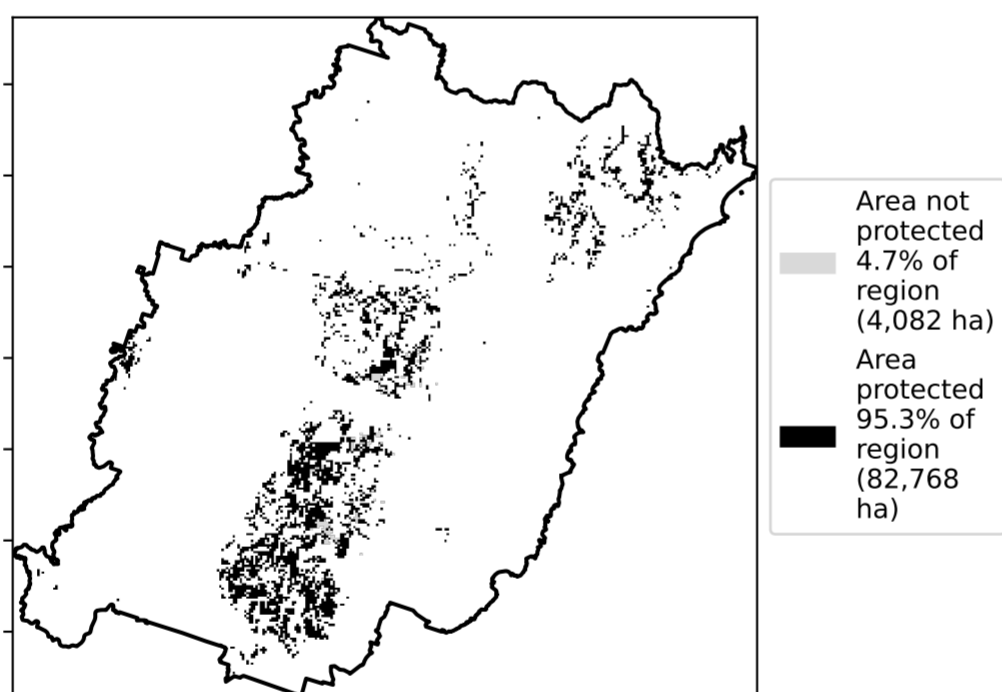 Area not
protected
4.7% of
region
(4,082 ha)
Area
protected
95.3% of
region
(82,768
ha)